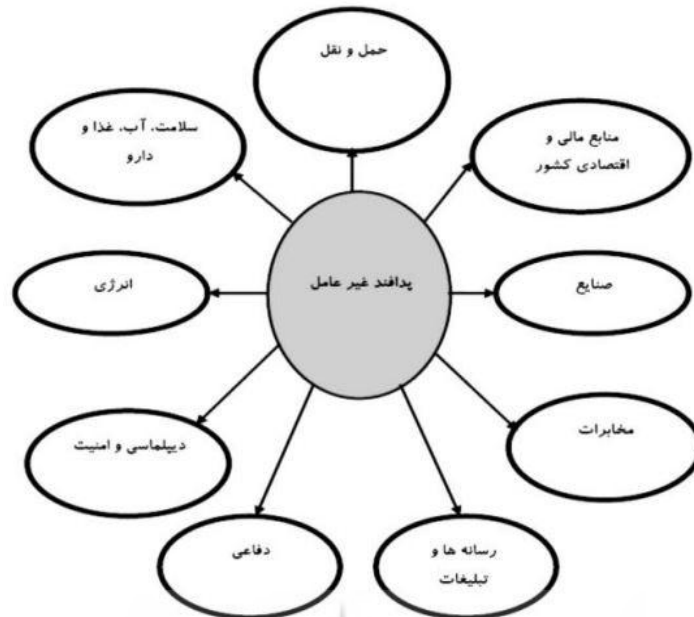 حمل و نقل
منابع مالی و
اقتصادی کشور
سلامت، آب، غذا و
دارو
پدافند غیر عامل
صنایع
انرژی
مخابرات
دیپلماسی و امنیت
رسانه ها و
تبلیغات
دفاعی